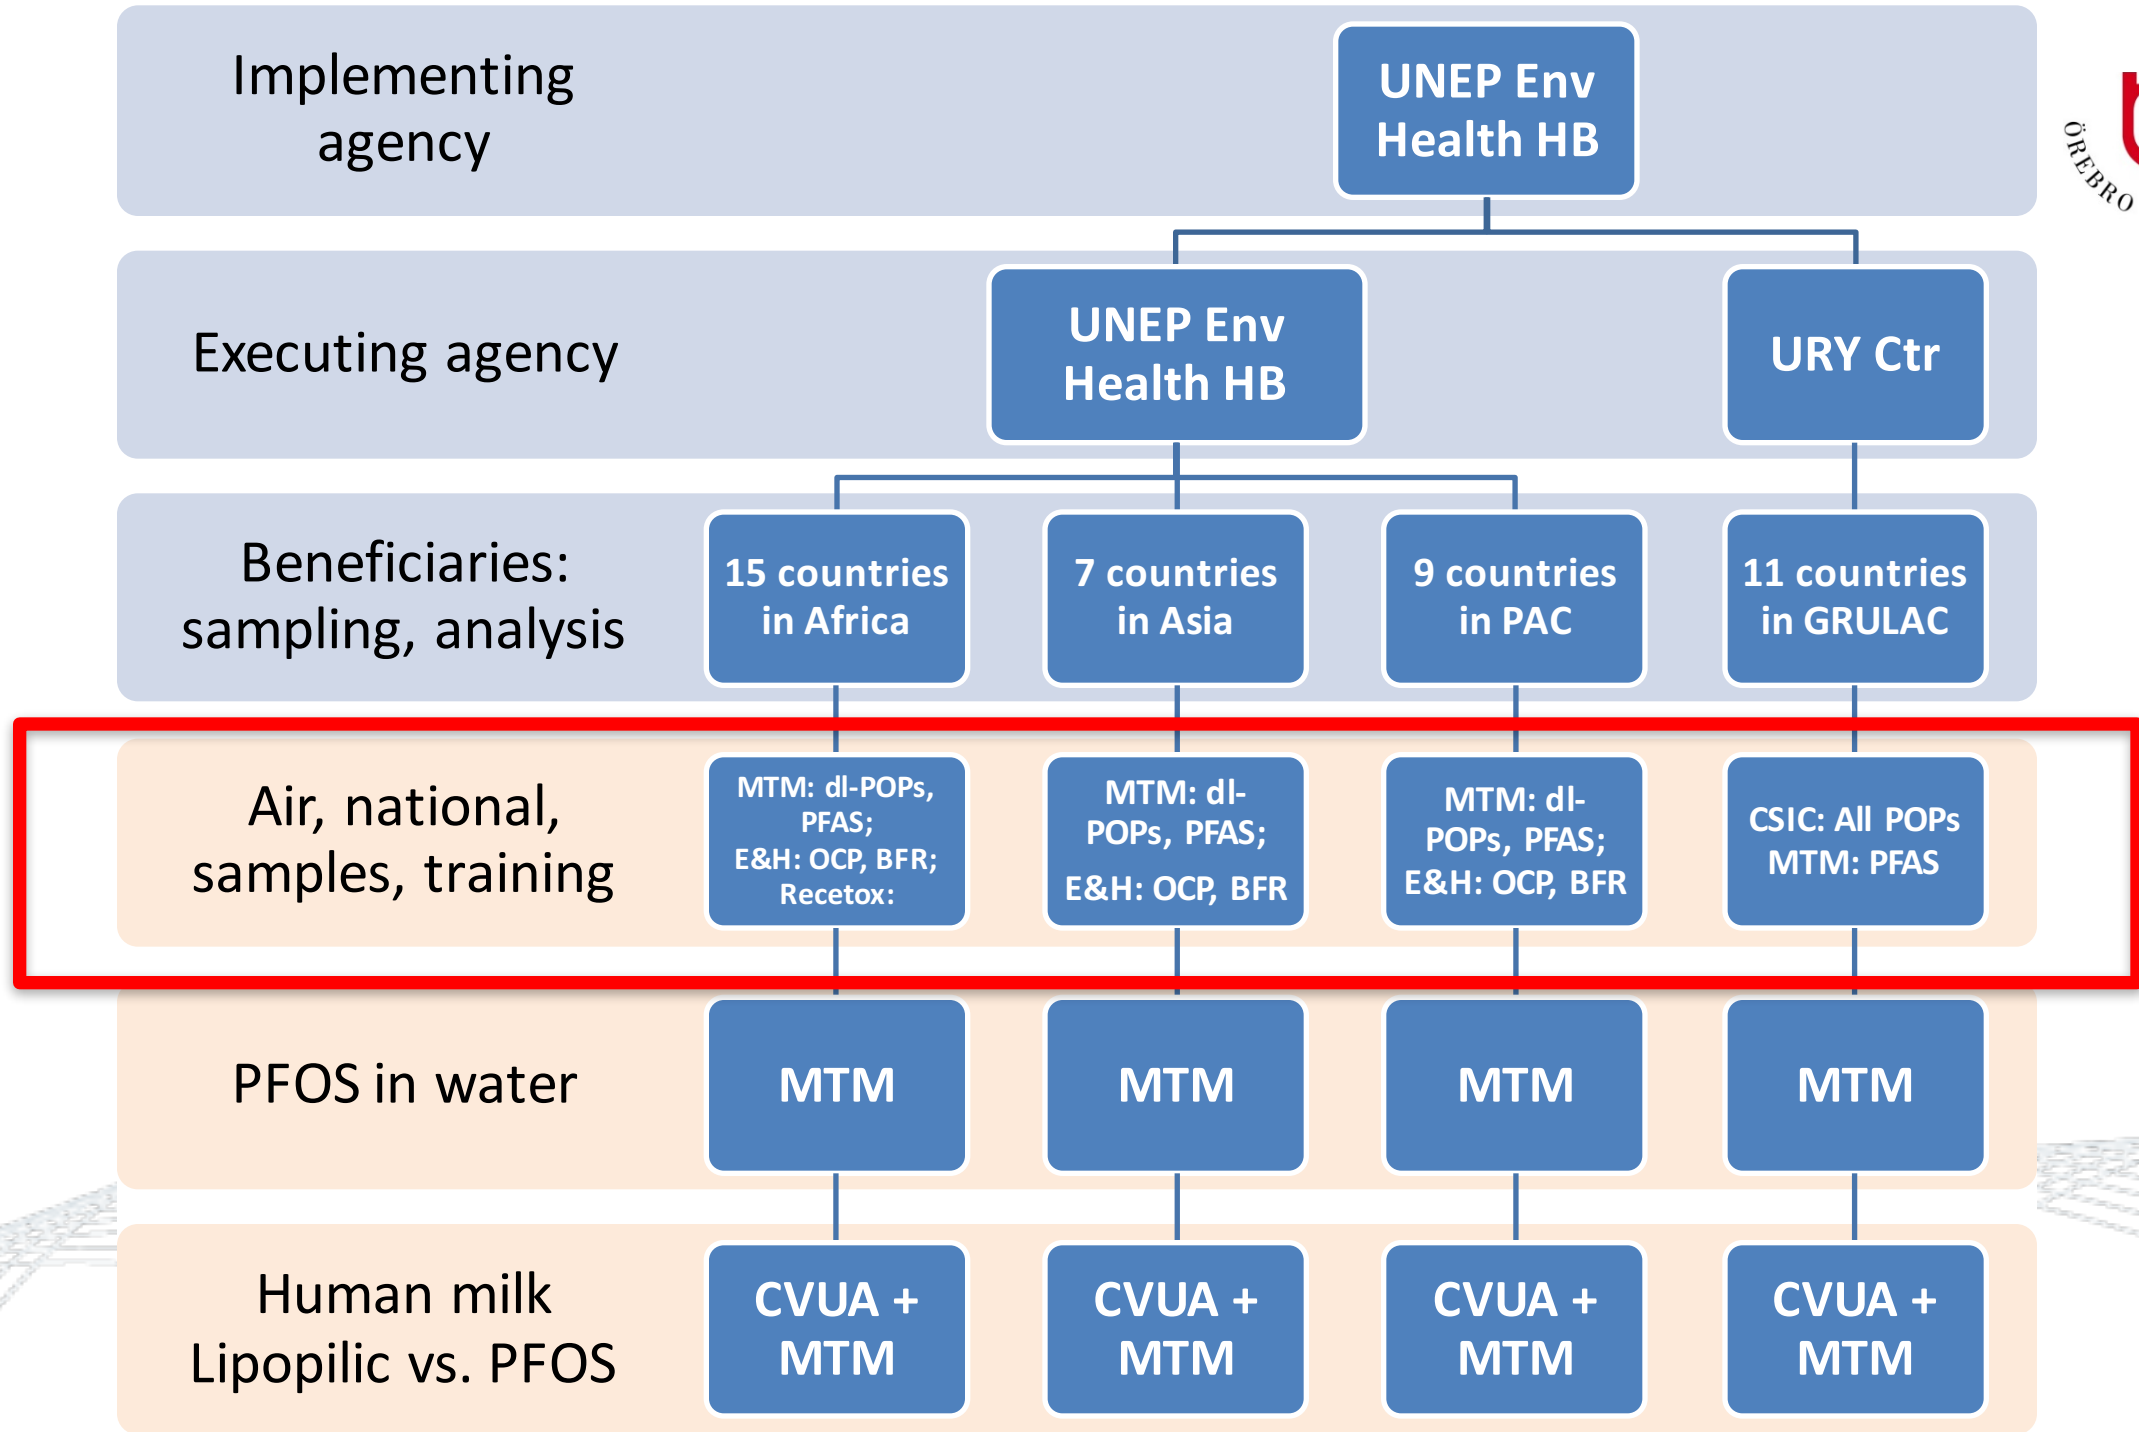 Implementing
agency
UNEP Env
Health HB
ÖREBRO
Executing agency
UNEP Env
Health HB
URY Ctr
Beneficiaries:
sampling, analysis
15 countries
in Africa
7 countries
in Asia
9 countries
in PAC
11 countries
in GRULAC
Air, national,
samples, training
MTM: dl-POPs,
PFAS;
E&H: OCP, BFR;
Recetox:
MTM: dl-
POPs, PFAS;
E&H: OCP, BFR
MTM: dl-
POPs, PFAS;
E&H: OCP, BFR
CSIC: All POPs
MTM: PFAS
PFOS in water
MTM
MTM
MTM
MTM
Human milk
Lipopilic vs. PFOS
CVUA +
MTM
CVUA +
MTM
CVUA +
MTM
CVUA +
MTM